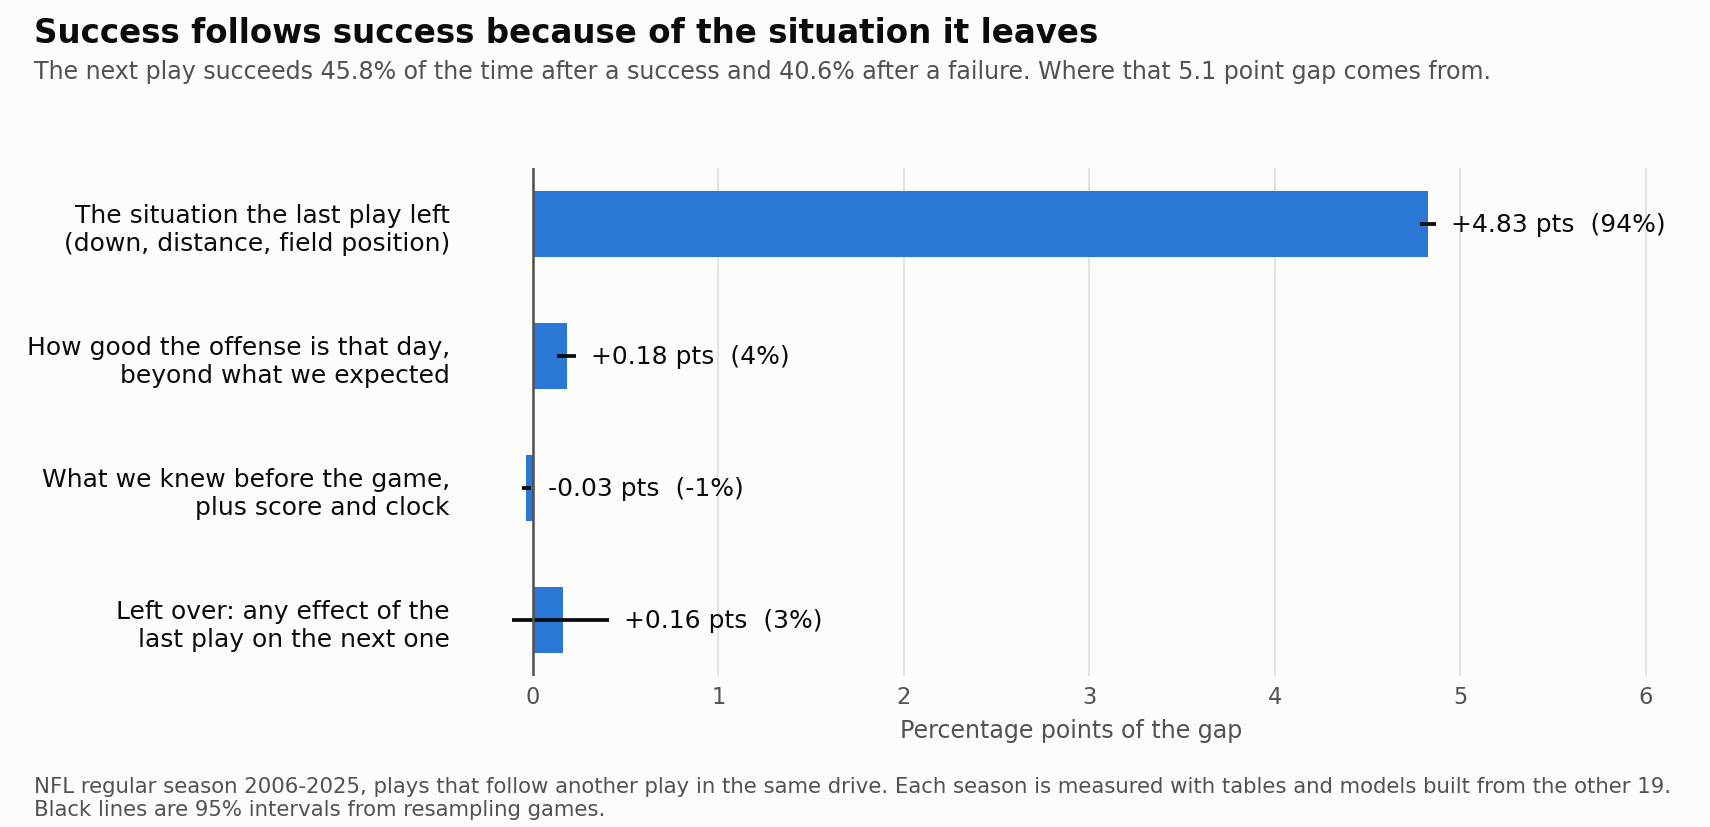 Success follows success because of the situation it leaves
The next play succeeds 45.8% of the time after a success and 40.6% after a failure. Where that 5.1 point gap comes from.
The situation the last play left
(down, distance, field position)
+4.83 pts (94%)
How good the offense is that day,
beyond what we expected
+0.18 pts (4%)
What we knew before the game,
plus score and clock
-0.03 pts (-1%)
Left over: any effect of the
last play on the next one
+0.16 pts (3%)
0 1 2 3 4 5 6
Percentage points of the gap
NFL regular season 2006-2025, plays that follow another play in the same drive. Each season is measured with tables and models built from the other 19.
Black lines are 95% intervals from resampling games.